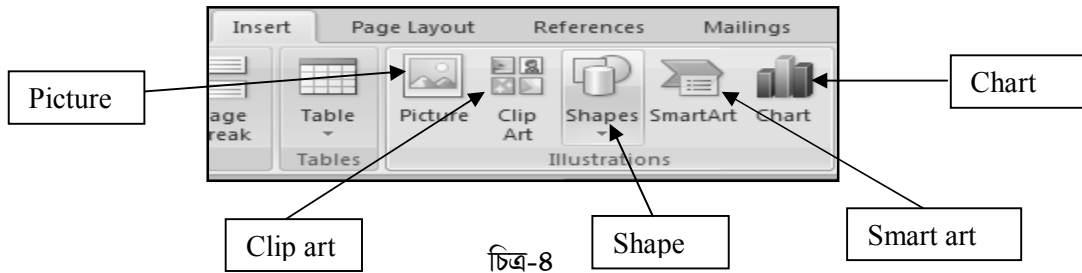 Insert Page Layout References Mailings
Picture Chart
age Table Picture Clip Shapes SmartArt Chart
reak Art
Tables Illustrations
Clip art Shape Smart art
চিত্র-৪